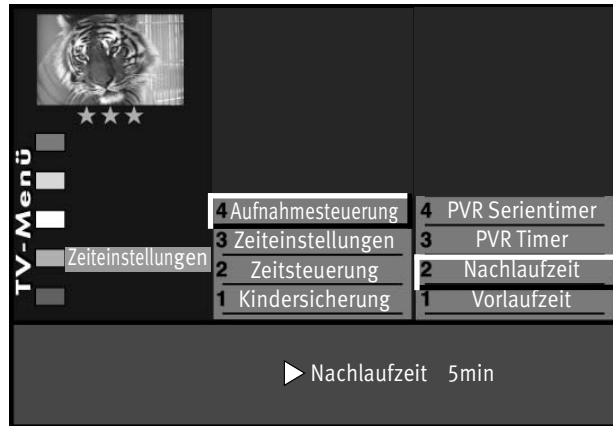 TV-Menü
Zeiteinstellungen
4 Aufnahmesteuerung
3 Zeiteinstellungen
2 Zeitsteuerung
1 Kindersicherung
4 PVR Serientimer
3 PVR Timer
2 Nachlaufzeit
1 Vorlaufzeit
Nachlaufzeit 5min